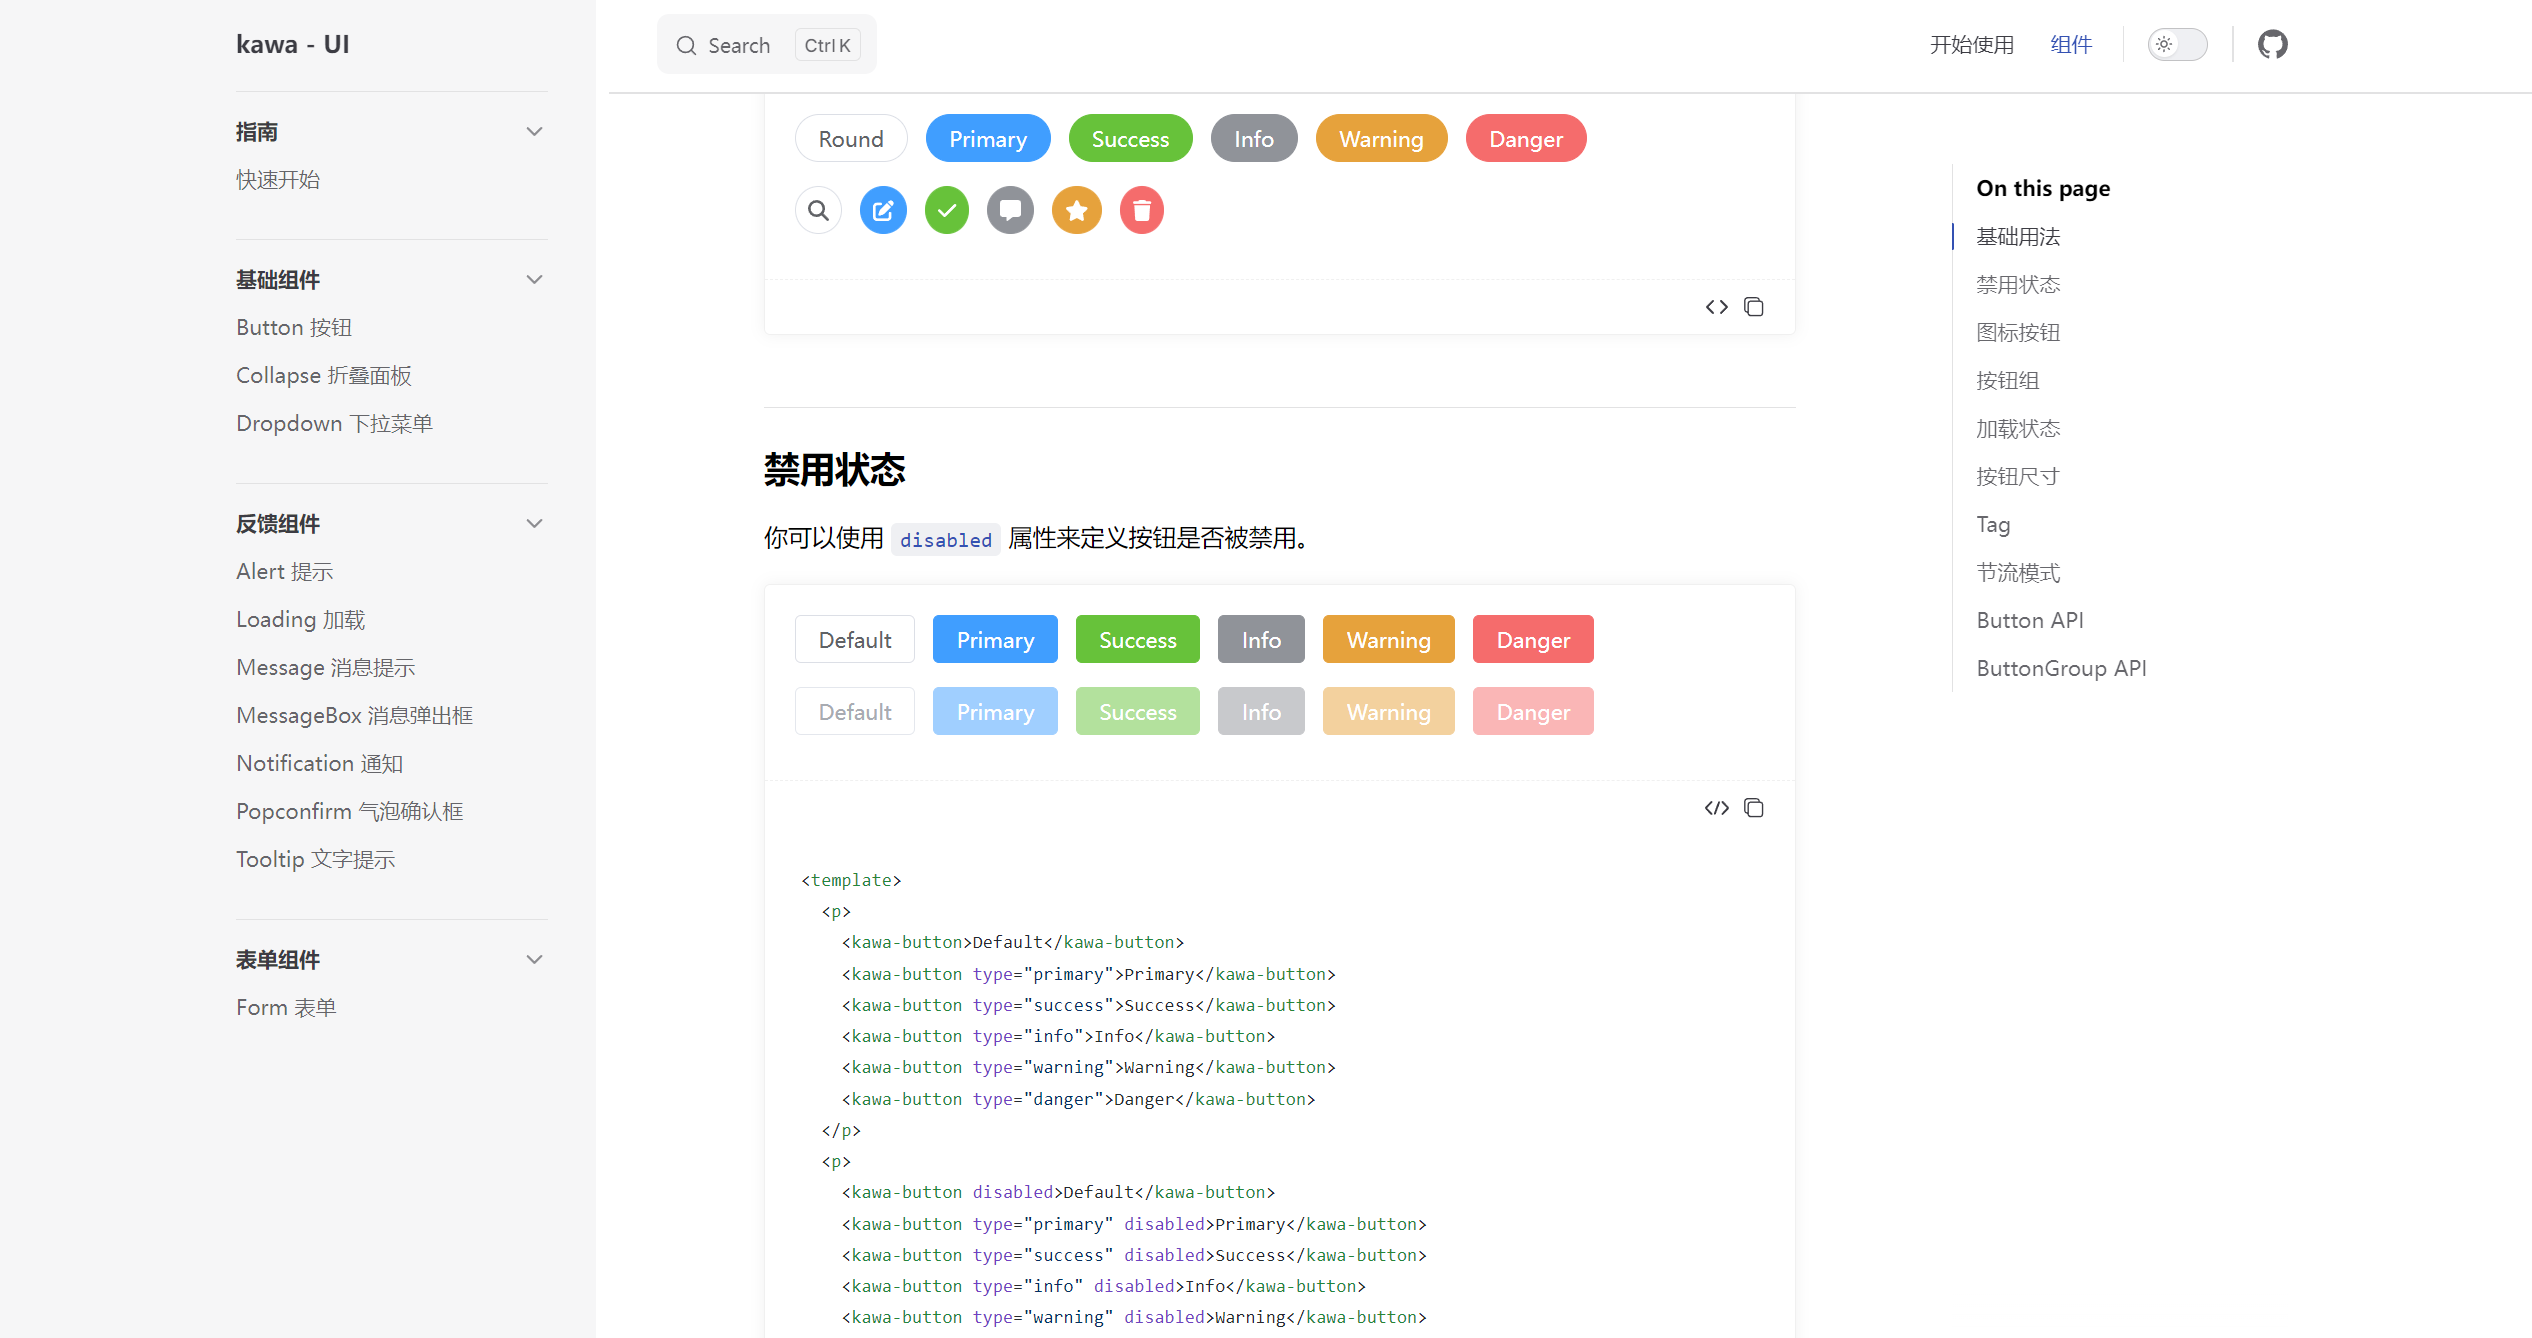 kawa - UI
指南
快速开始
基础组件
Button 按钮
Collapse 折叠面板
Dropdown 下拉菜单
反馈组件
Alert 提示
Loading 加载
Message 消息提示
MessageBox 消息弹出框
Notification 通知
Popconfirm 气泡确认框
Tooltip 文字提示
表单组件
Form 表单
Search Ctrl K
开始使用 组件
Round Primary Success Info Warning Danger
禁用状态
你可以使用 disabled 属性来定义按钮是否被禁用。
Default Primary Success Info Warning Danger
Default Primary Success Info Warning Danger
<template>
<p>
<kawa-button>Default</kawa-button>
<kawa-button type="primary">Primary</kawa-button>
<kawa-button type="success">Success</kawa-button>
<kawa-button type="info">Info</kawa-button>
<kawa-button type="warning">Warning</kawa-button>
<kawa-button type="danger">Danger</kawa-button>
</p>
<p>
<kawa-button disabled>Default</kawa-button>
<kawa-button type="primary" disabled>Primary</kawa-button>
<kawa-button type="success" disabled>Success</kawa-button>
<kawa-button type="info" disabled>Info</kawa-button>
<kawa-button type="warning" disabled>Warning</kawa-button>
On this page
基础用法
禁用状态
图标按钮
按钮组
加载状态
按钮尺寸
Tag
节流模式
Button API
ButtonGroup API